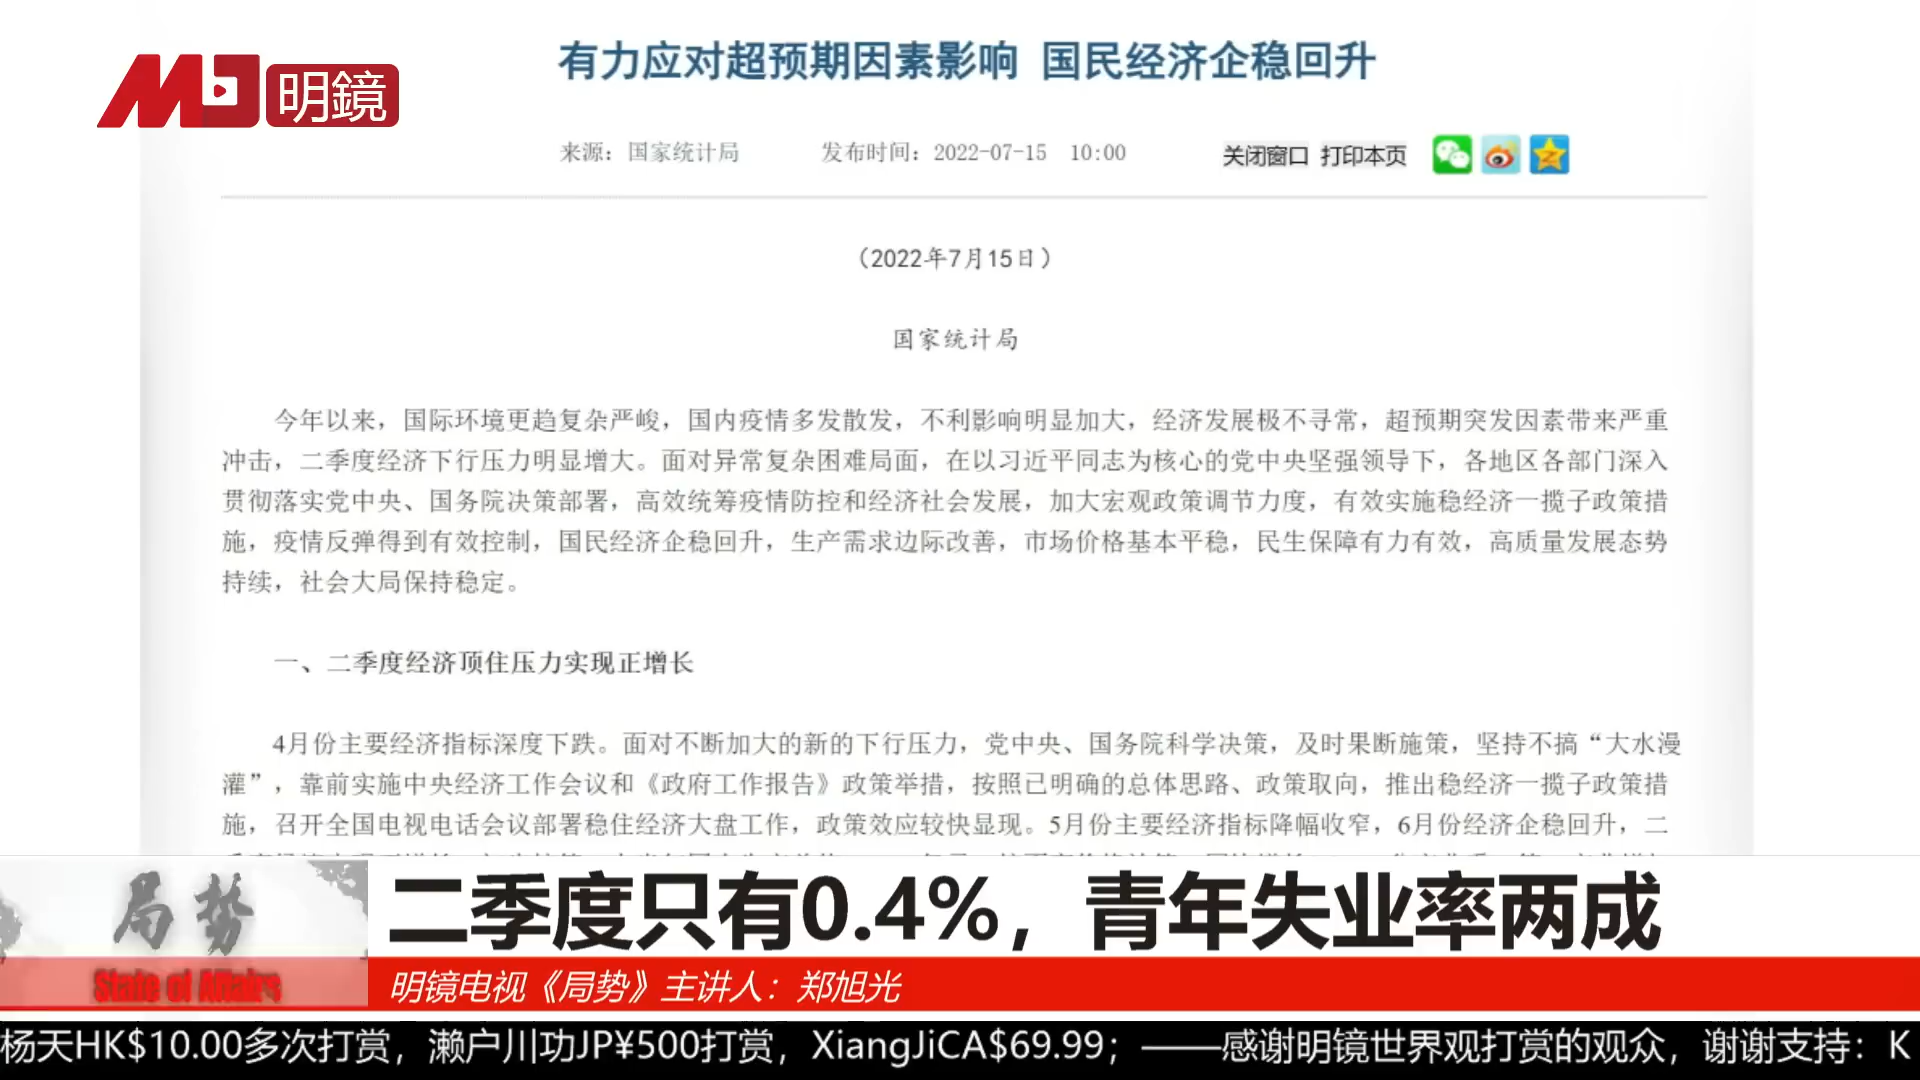 明鏡
有力应对超预期因素影响 国民经济企稳回升
来源：国家统计局 发布时间：2022-07-15 10:00 关闭窗口 打印本页
（2022年7月15日）
国家统计局
今年以来，国际环境更趋复杂严峻，国内疫情多发散发，不利影响明显加大，经济发展极不寻常，超预期突发因素带来严重
冲击，二季度经济下行压力明显增大。面对异常复杂困难局面，在以习近平同志为核心的党中央坚强领导下，各地区各部门深入
贯彻落实党中央、国务院决策部署，高效统筹疫情防控和经济社会发展，加大宏观政策调节力度，有效实施稳经济一揽子政策措
施，疫情反弹得到有效控制，国民经济企稳回升，生产需求边际改善，市场价格基本平稳，民生保障有力有效，高质量发展态势
持续，社会大局保持稳定。
一、二季度经济顶住压力实现正增长
4月份主要经济指标深度下跌。面对不断加大的新的下行压力，党中央、国务院科学决策，及时果断施策，坚持不搞“大水漫
灌”，靠前实施中央经济工作会议和《政府工作报告》政策举措，按照已明确的总体思路、政策取向，推出稳经济一揽子政策措
施，召开全国电视电话会议部署稳住经济大盘工作，政策效应较快显现。5月份主要经济指标降幅收窄，6月份经济企稳回升，二
局势
State of Affairs
二季度只有0.4%，青年失业率两成
明镜电视《局势》主讲人：郑旭光
杨天HK$10.00多次打赏，濑户川功JP¥500打赏，XiangJiCA$69.99；——感谢明镜世界观打赏的观众，谢谢支持：K